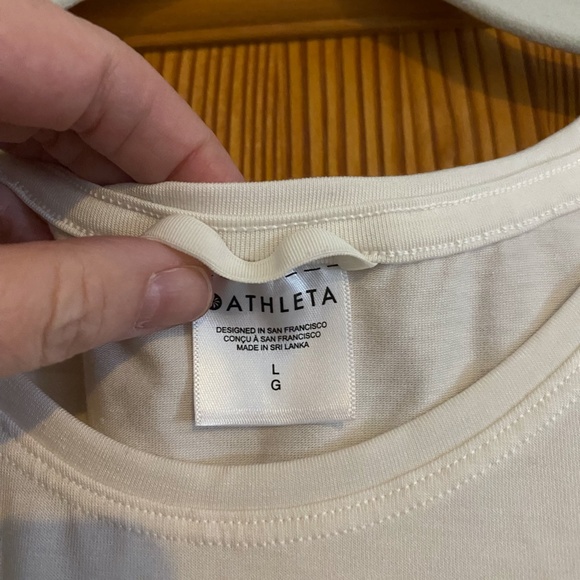 ATHLETA
DESIGNED IN SAN FRANCISCO
CONÇU À SAN FRANCISCO
MADE IN SRI LANKA
L
G